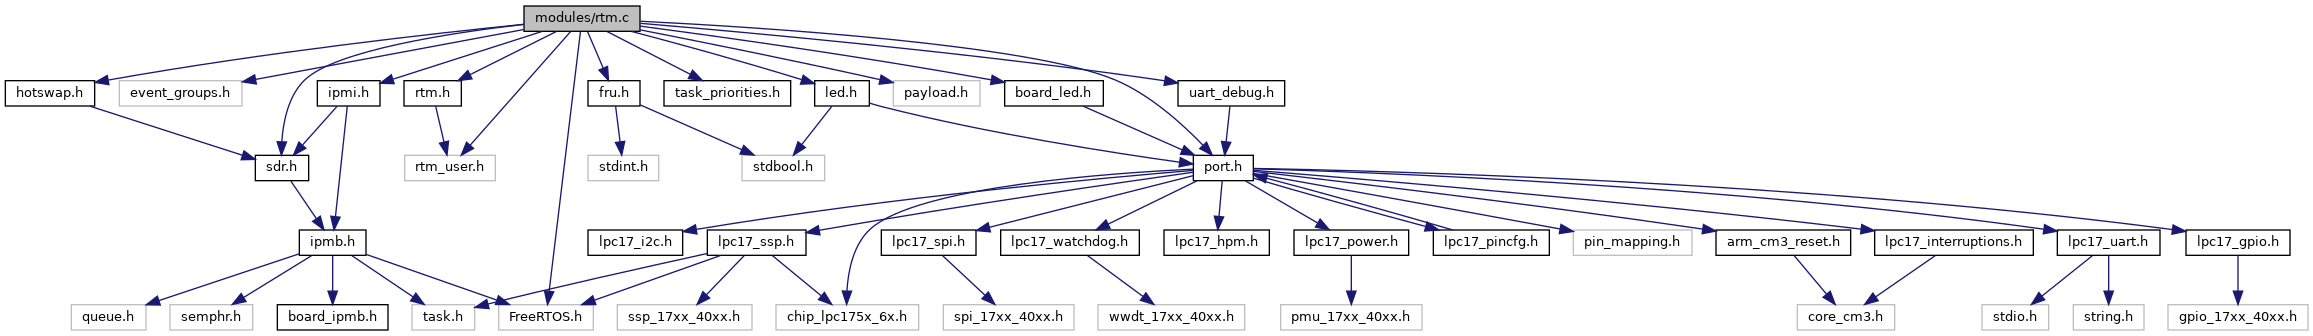 modules/rtm.c
hotswap.h
event_groups.h
ipmi.h
rtm.h
fru.h
task_priorities.h
led.h
payload.h
board_led.h
uart_debug.h
sdr.h
rtm_user.h
stdint.h
stdbool.h
port.h
ipmb.h
lpc17_i2c.h
lpc17_ssp.h
lpc17_spi.h
lpc17_watchdog.h
lpc17_hpm.h
lpc17_power.h
lpc17_pincfg.h
pin_mapping.h
arm_cm3_reset.h
lpc17_interruptions.h
lpc17_uart.h
lpc17_gpio.h
queue.h
semphr.h
board_ipmb.h
task.h
FreeRTOS.h
ssp_17xx_40xx.h
chip_lpc175x_6x.h
spi_17xx_40xx.h
wwdt_17xx_40xx.h
pmu_17xx_40xx.h
core_cm3.h
stdio.h
string.h
gpio_17xx_40xx.h